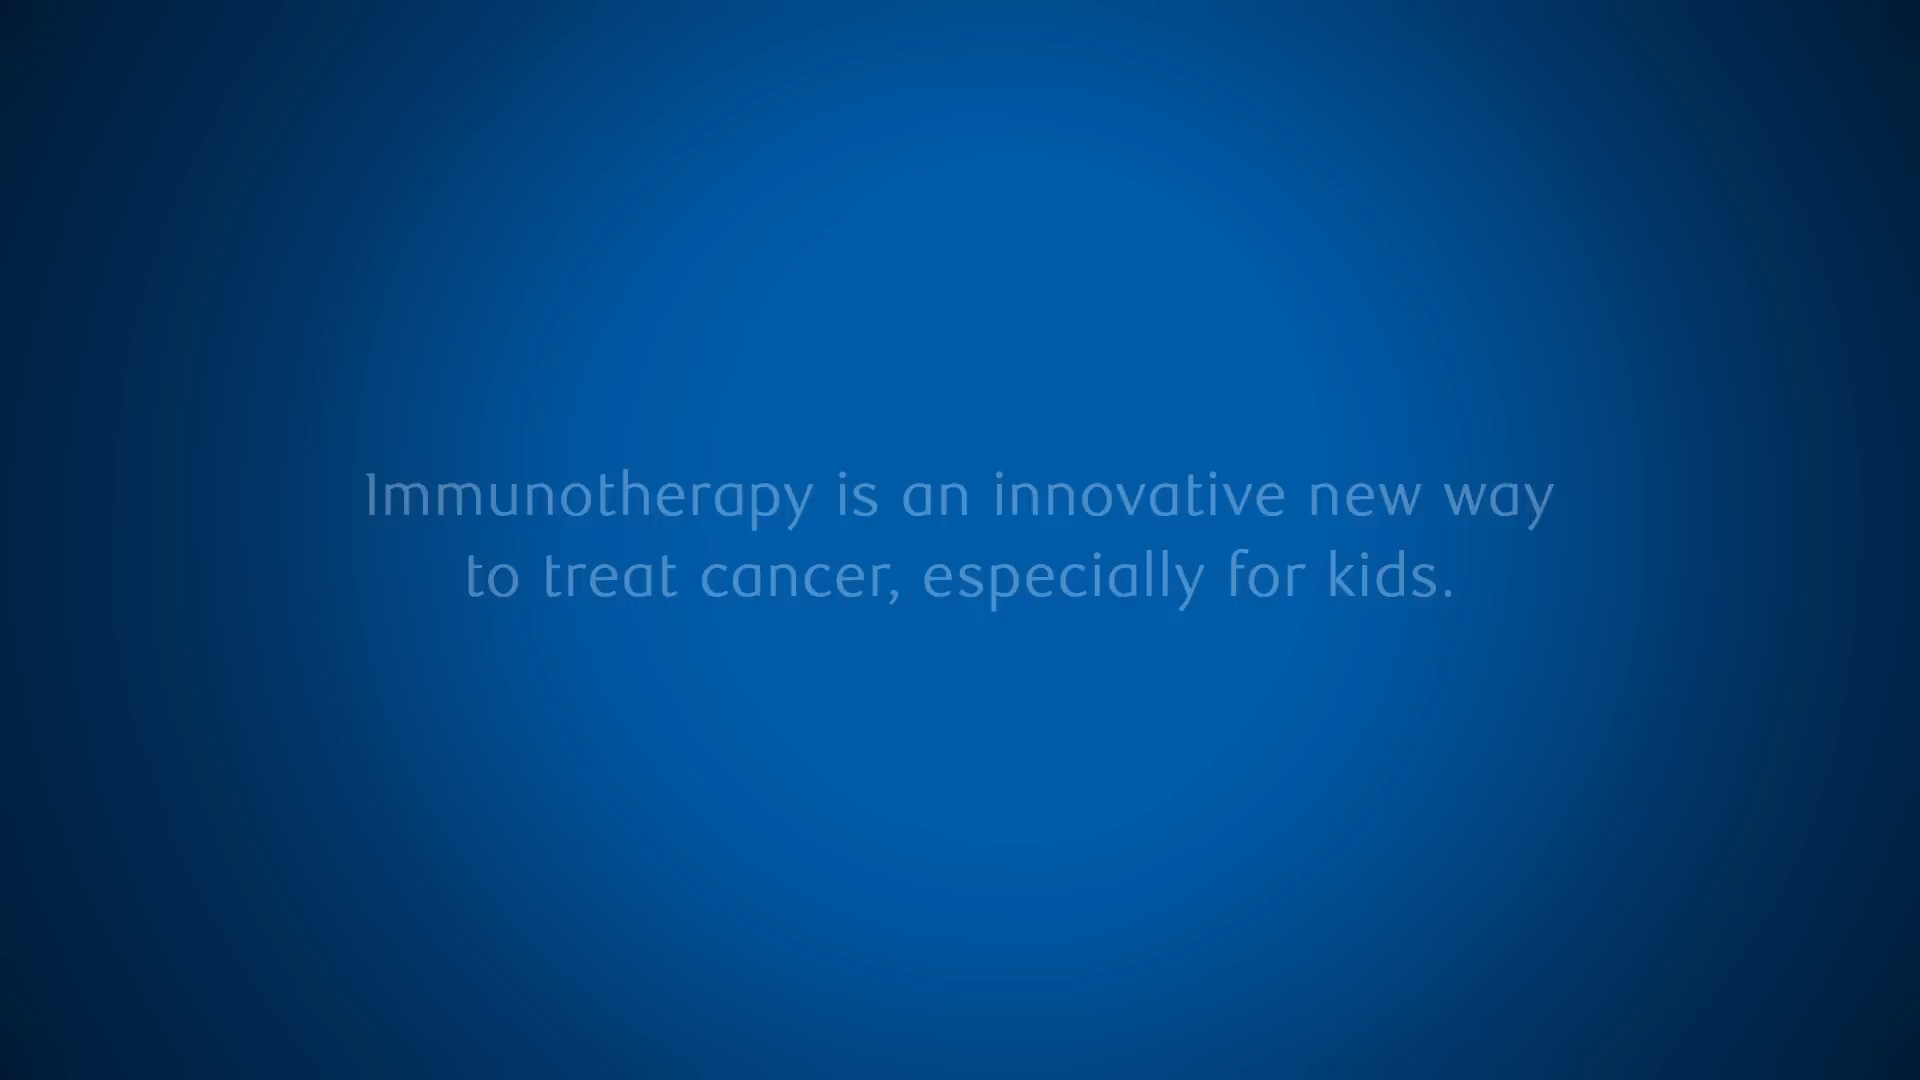 Immunotherapy is an innovative new way
to treat cancer, especially for kids.